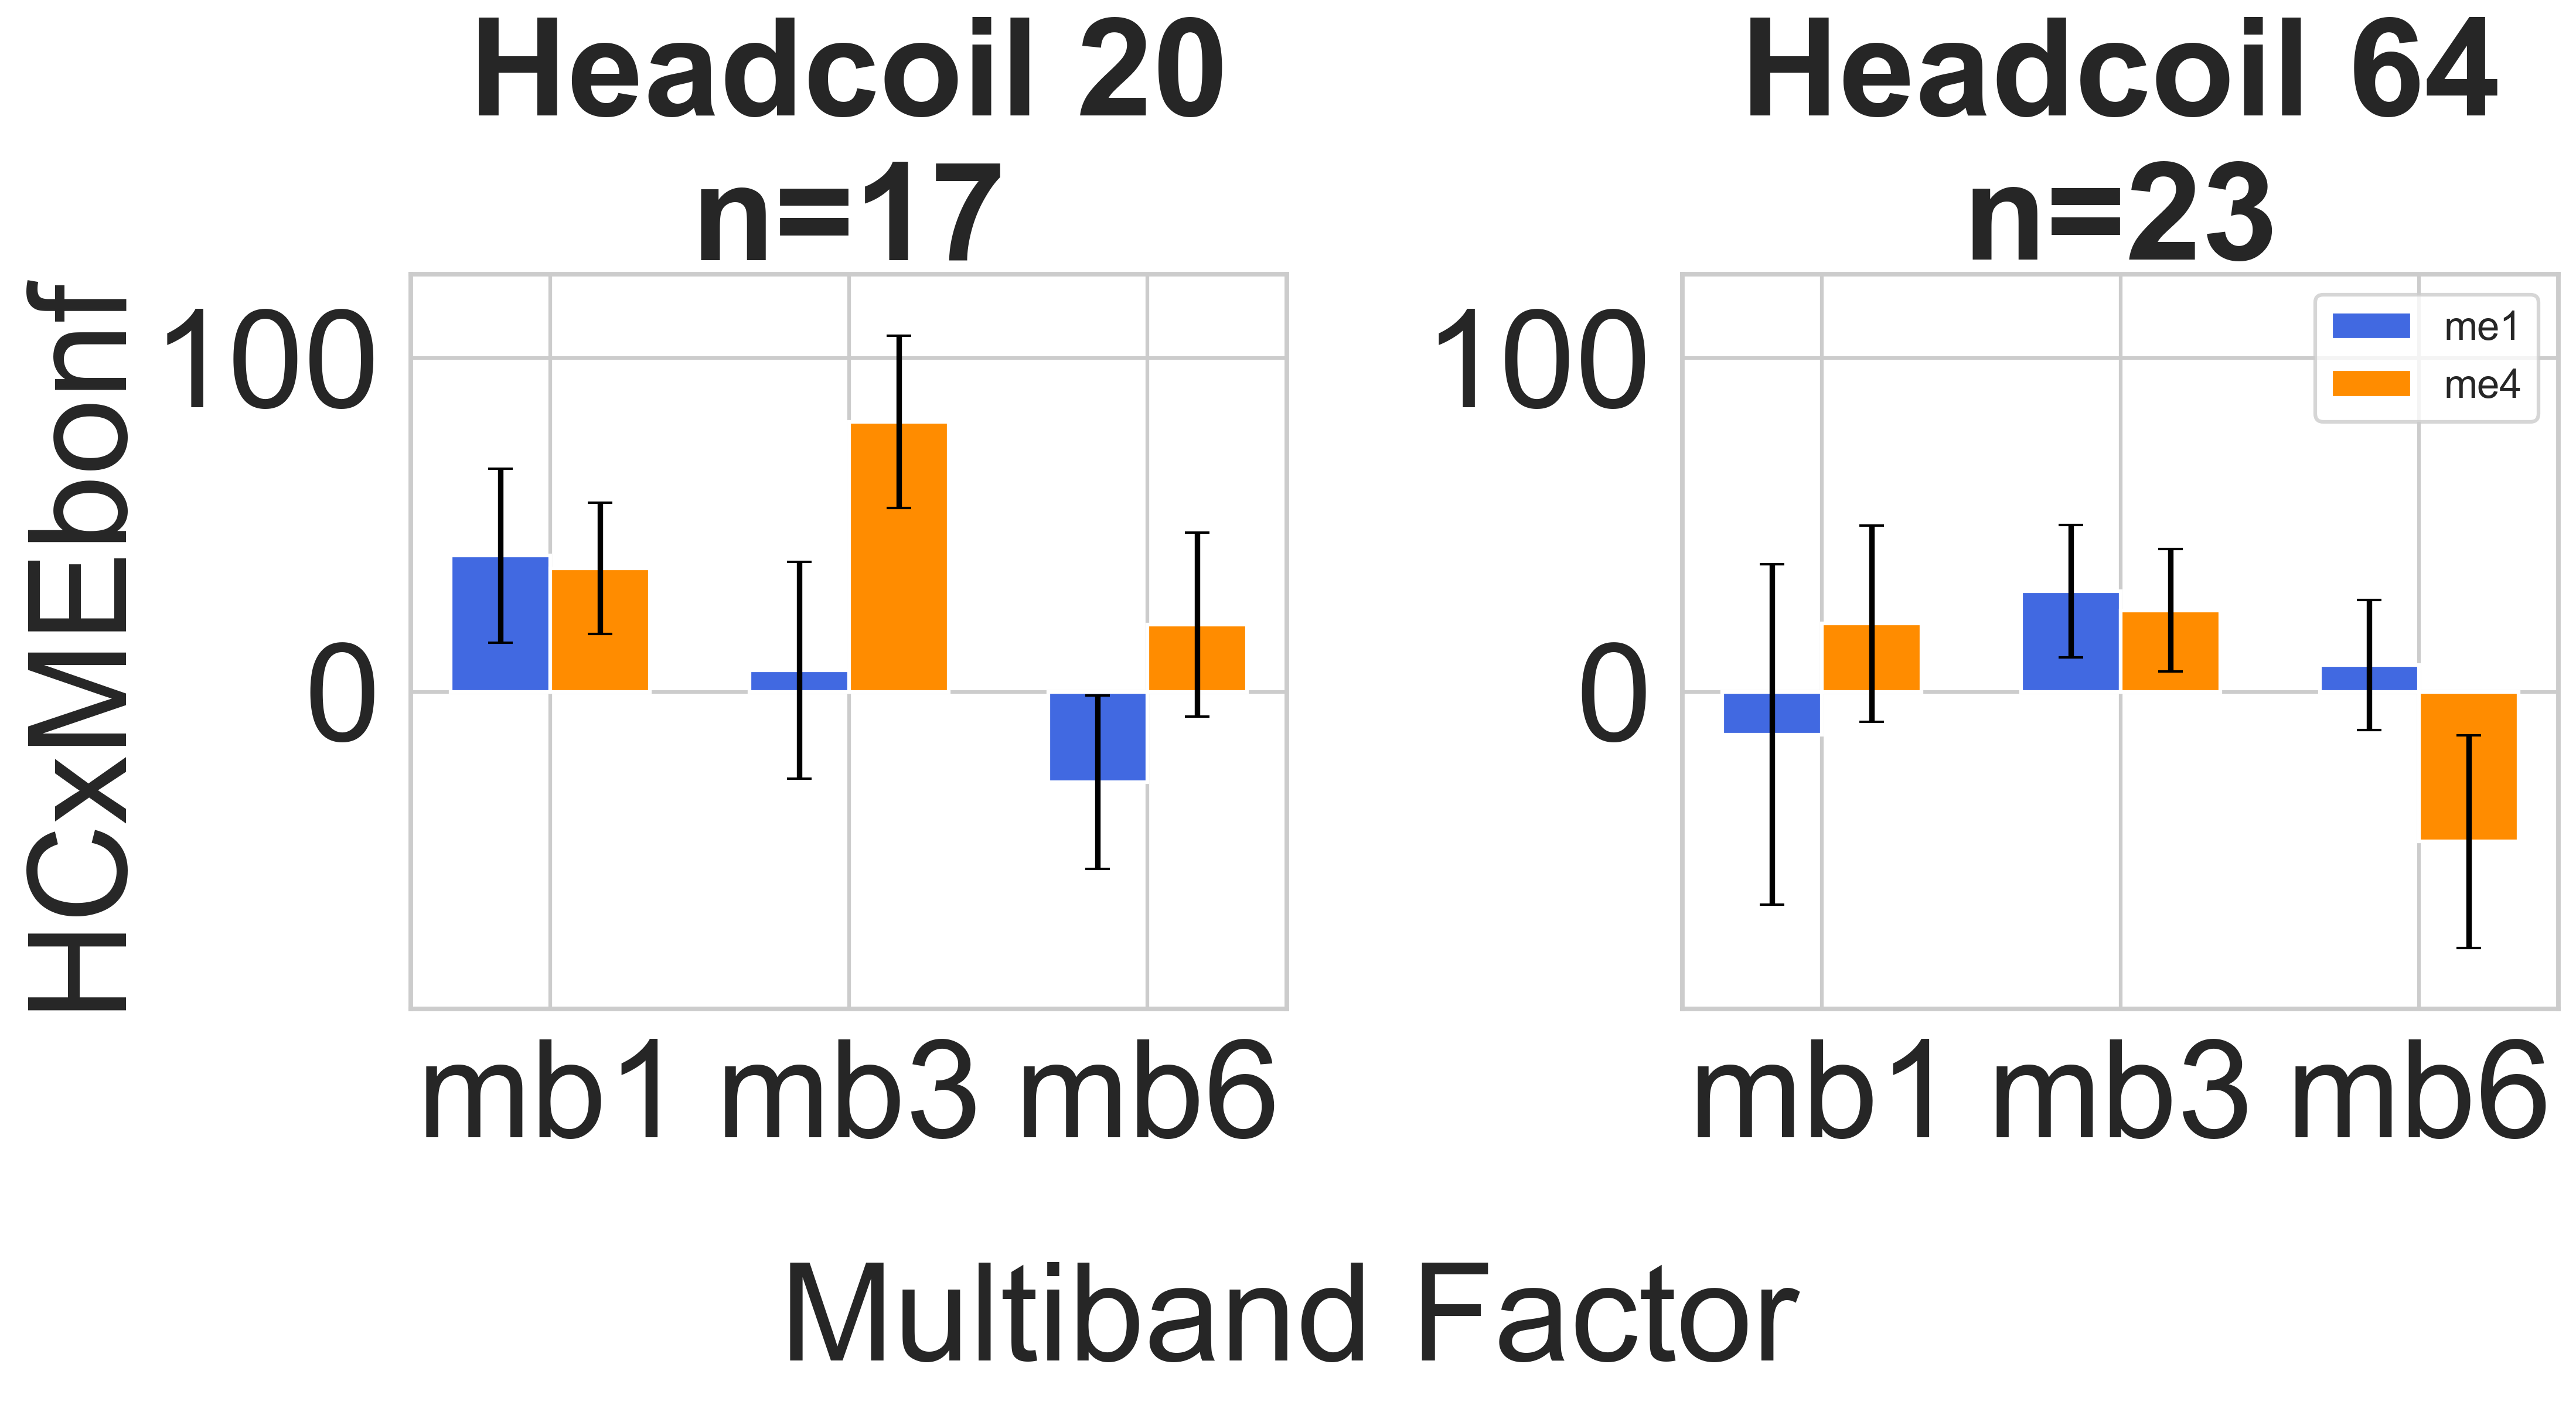 Headcoil 20
n=17
Headcoil 64
n=23
HCxMEbonf
100
0
100
0
me1
me4
mb1 mb3 mb6
mb1 mb3 mb6
Multiband Factor